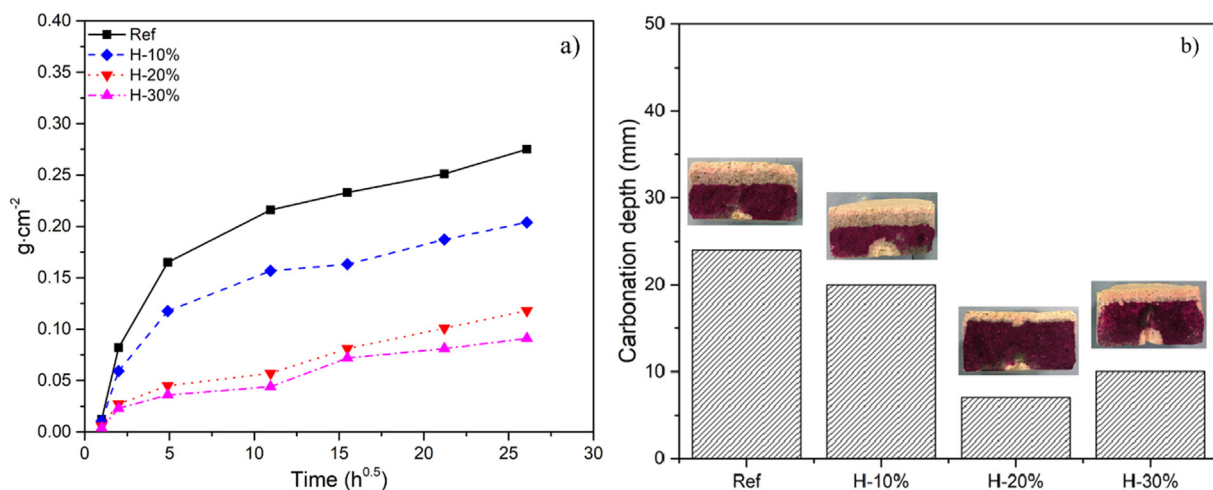 a)
Ref
H-10%
H-20%
H-30%
0.40
0.35
0.30
0.25
0.20
0.15
0.10
0.05
0.00
g·cm⁻²
0 5 10 15 20 25 30
Time (h⁰·⁵)
b)
50
40
30
20
10
0
Carbonation depth (mm)
Ref H-10% H-20% H-30%